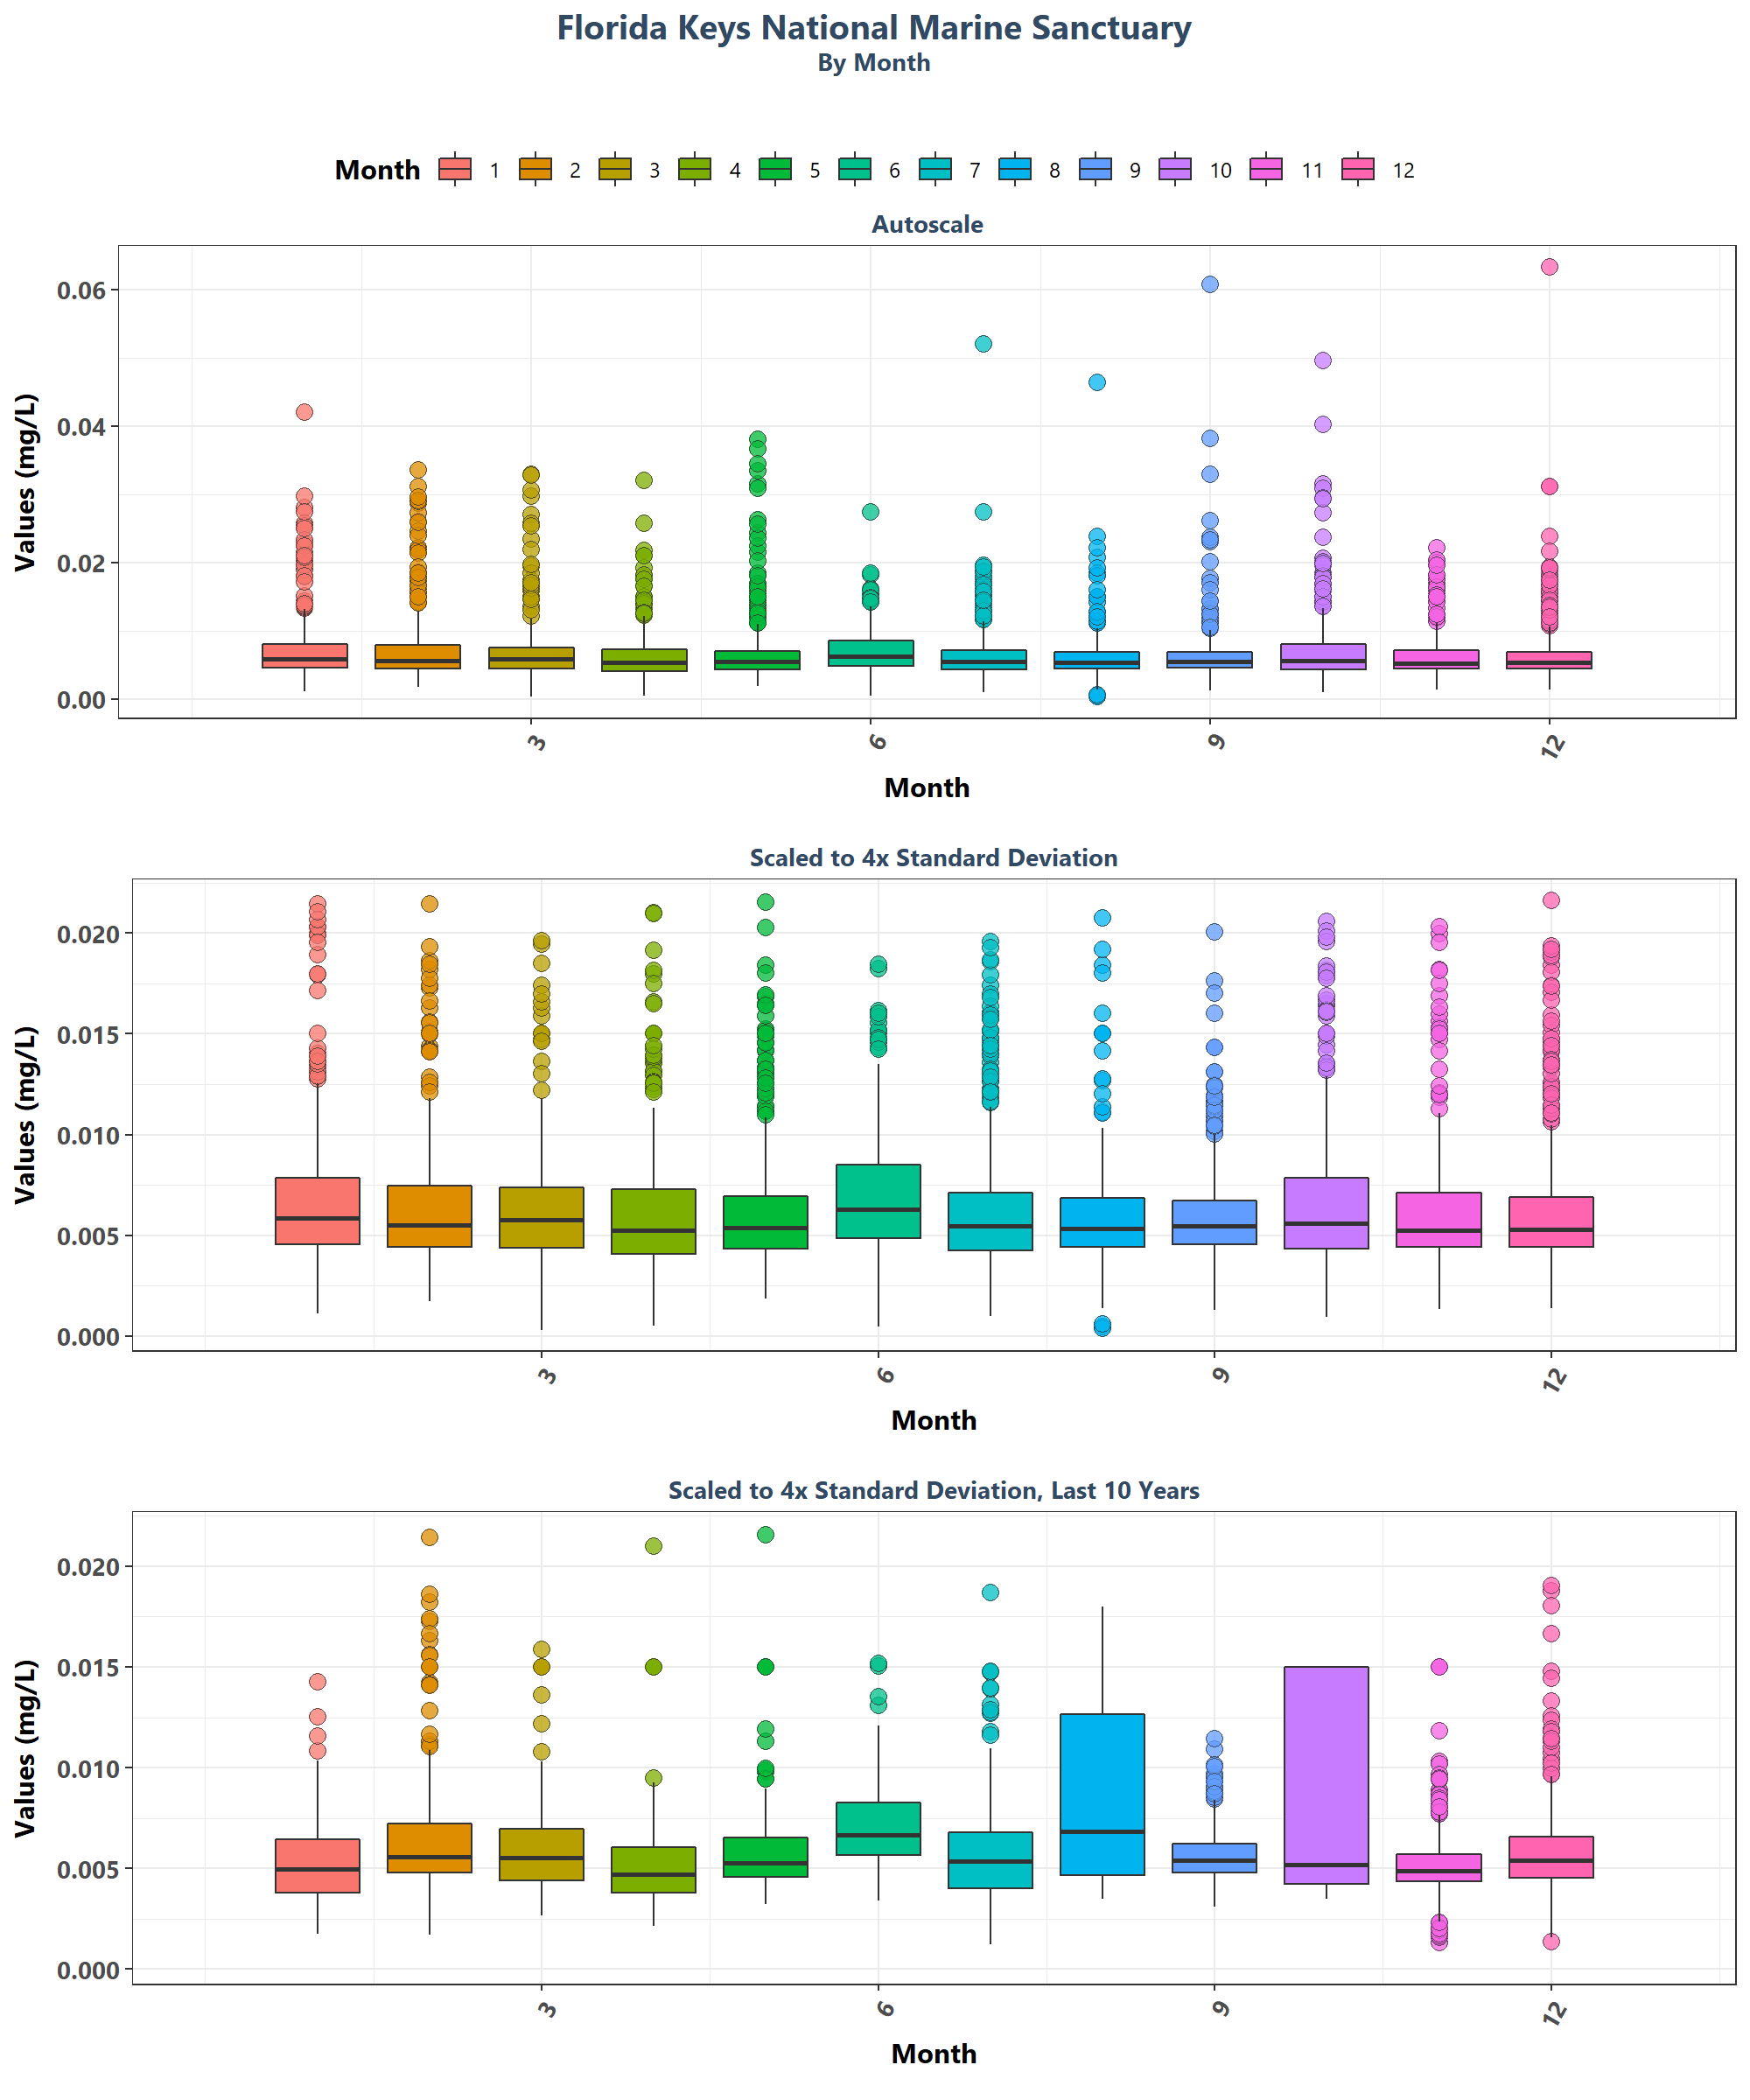 Florida Keys National Marine Sanctuary
By Month
Month 1 2 3 4 5 6 7 8 9 10 11 12
Autoscale
Values (mg/L)
0.06
0.04
0.02
0.00
3 6 9 12
Month
Scaled to 4x Standard Deviation
Values (mg/L)
0.020
0.015
0.010
0.005
0.000
3 6 9 12
Month
Scaled to 4x Standard Deviation, Last 10 Years
Values (mg/L)
0.020
0.015
0.010
0.005
0.000
3 6 9 12
Month